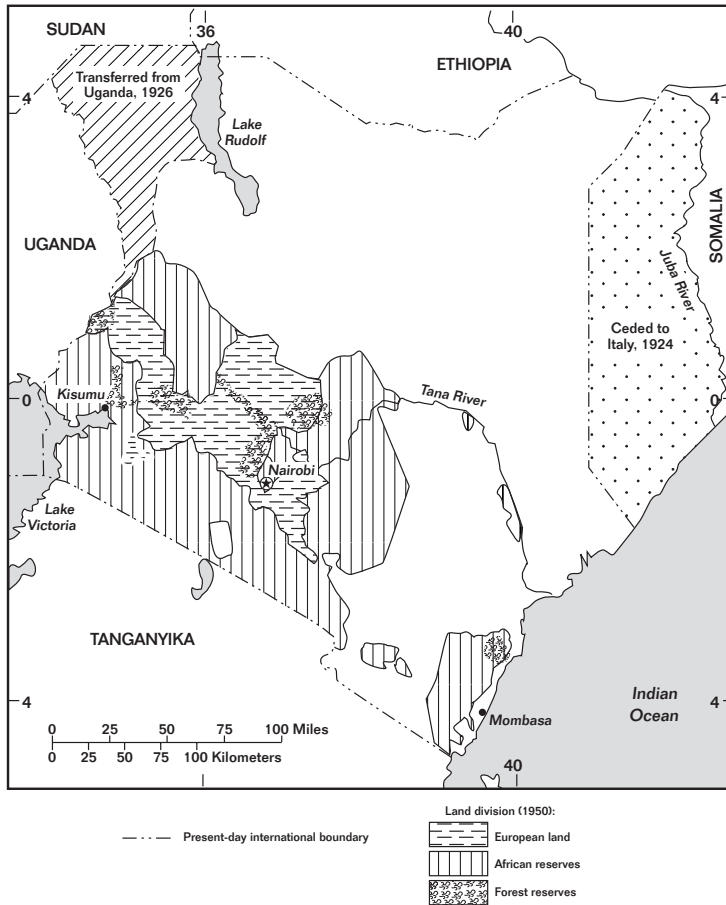 SUDAN
36
40
ETHIOPIA
Transferred from
Uganda, 1926
4
4
Lake
Rudolf
SOMALIA
UGANDA
Juba River
Ceded to
Italy, 1924
Kisumu
Tana River
0
0
Nairobi
Lake
Victoria
TANGANYIKA
Indian
Ocean
4
4
Mombasa
0 25 50 75 100 Miles
0 25 50 75 100 Kilometers
40
Land division (1950):
Present-day international boundary
European land
African reserves
Forest reserves